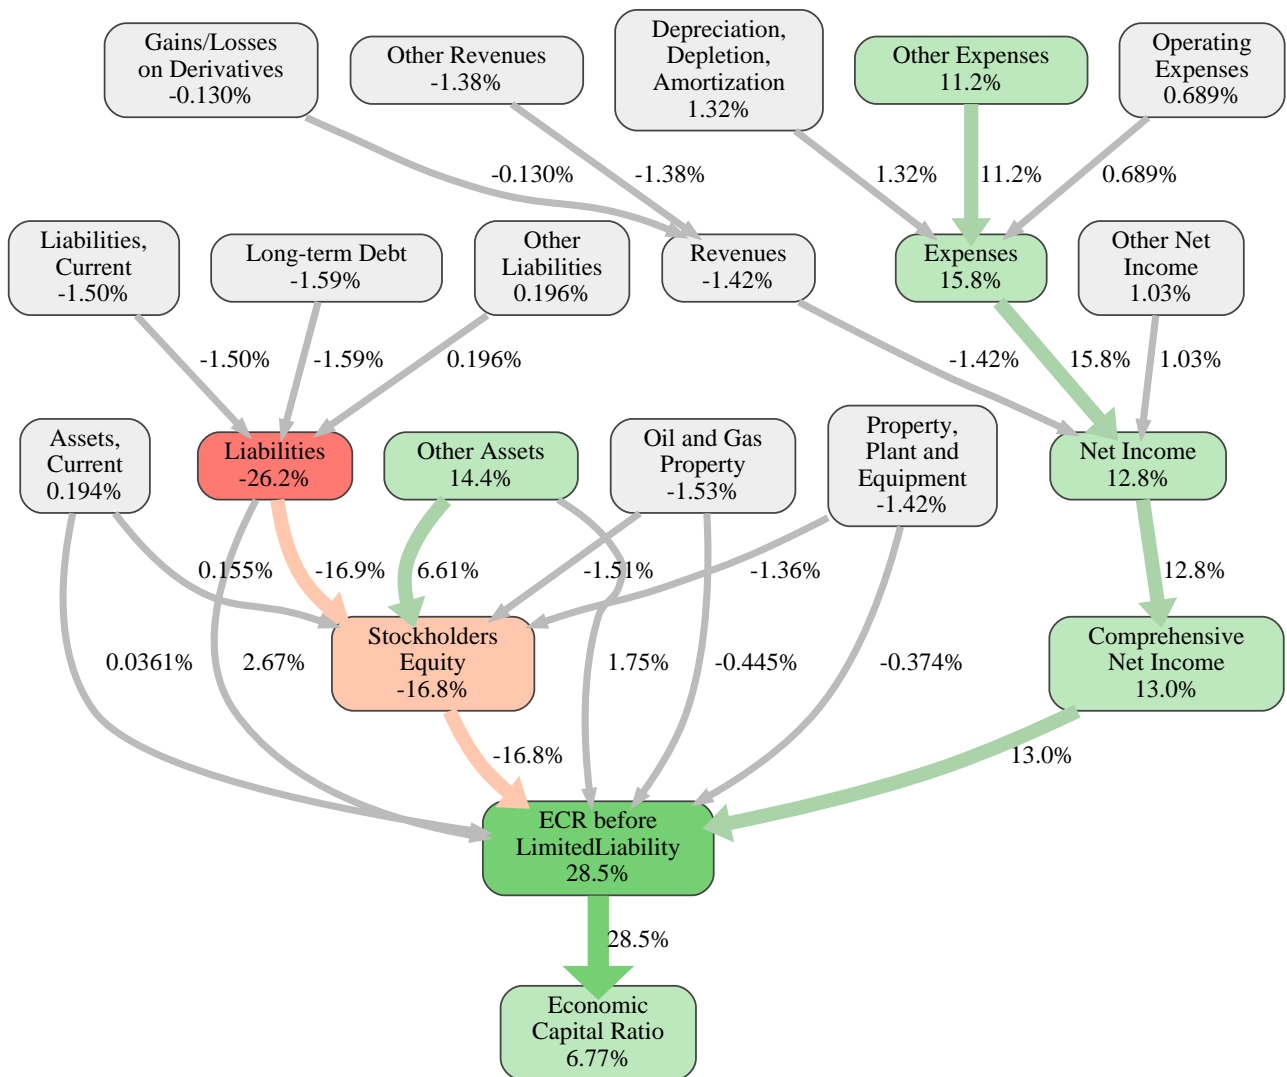 Gains/Losses
on Derivatives
-0.130%
Other Revenues
-1.38%
Depreciation,
Depletion,
Amortization
1.32%
Other Expenses
11.2%
Operating
Expenses
0.689%
-0.130%
-1.38%
1.32%
11.2%
0.689%
Liabilities,
Current
-1.50%
Long-term Debt
-1.59%
Other
Liabilities
0.196%
Revenues
-1.42%
Expenses
15.8%
Other Net
Income
1.03%
-1.50%
-1.59%
0.196%
-1.42%
15.8%
1.03%
Assets,
Current
0.194%
Liabilities
-26.2%
Other Assets
14.4%
Oil and Gas
Property
-1.53%
Property,
Plant and
Equipment
-1.42%
Net Income
12.8%
0.155%
-16.9%
6.61%
-1.51%
-1.36%
12.8%
Stockholders
Equity
-16.8%
Comprehensive
Net Income
13.0%
0.0361%
2.67%
1.75%
-0.445%
-0.374%
-16.8%
13.0%
ECR before
LimitedLiability
28.5%
28.5%
Economic
Capital Ratio
6.77%